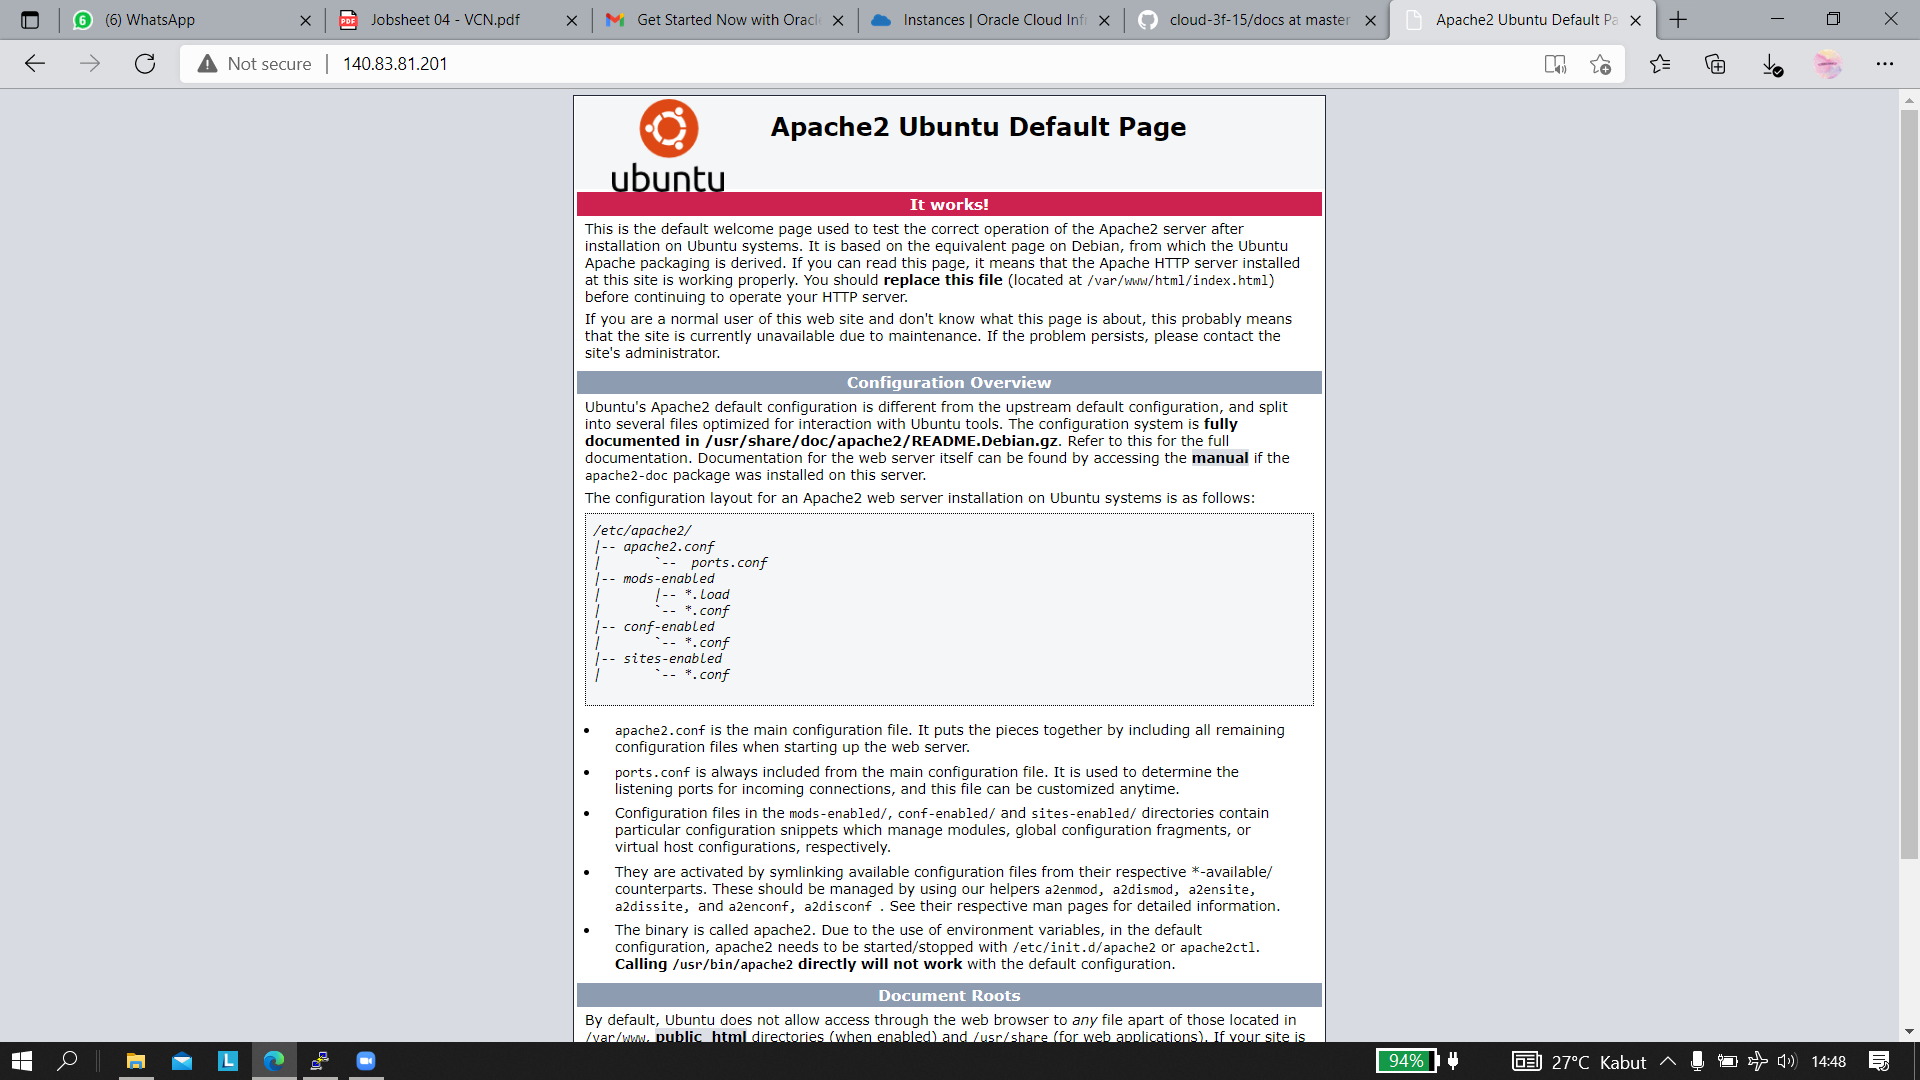 (6) WhatsApp
Jobsheet 04 - VCN.pdf
Get Started Now with Oracle
Instances | Oracle Cloud Infr
cloud-3f-15/docs at master
Apache2 Ubuntu Default Pa
Not secure
140.83.81.201
ubuntu
Apache2 Ubuntu Default Page
It works!
This is the default welcome page used to test the correct operation of the Apache2 server after
installation on Ubuntu systems. It is based on the equivalent page on Debian, from which the Ubuntu
Apache packaging is derived. If you can read this page, it means that the Apache HTTP server installed
at this site is working properly. You should replace this file (located at /var/www/html/index.html)
before continuing to operate your HTTP server.
If you are a normal user of this web site and don't know what this page is about, this probably means
that the site is currently unavailable due to maintenance. If the problem persists, please contact the
site's administrator.
Configuration Overview
Ubuntu's Apache2 default configuration is different from the upstream default configuration, and split
into several files optimized for interaction with Ubuntu tools. The configuration system is fully
documented in /usr/share/doc/apache2/README.Debian.gz. Refer to this for the full
documentation. Documentation for the web server itself can be found by accessing the manual if the
apache2-doc package was installed on this server.
The configuration layout for an Apache2 web server installation on Ubuntu systems is as follows:
/etc/apache2/
|-- apache2.conf
|       `--  ports.conf
|-- mods-enabled
|       |-- *.load
|       `-- *.conf
|-- conf-enabled
|       `-- *.conf
|-- sites-enabled
|       `-- *.conf
• apache2.conf is the main configuration file. It puts the pieces together by including all remaining
configuration files when starting up the web server.
• ports.conf is always included from the main configuration file. It is used to determine the
listening ports for incoming connections, and this file can be customized anytime.
• Configuration files in the mods-enabled/, conf-enabled/ and sites-enabled/ directories contain
particular configuration snippets which manage modules, global configuration fragments, or
virtual host configurations, respectively.
• They are activated by symlinking available configuration files from their respective *-available/
counterparts. These should be managed by using our helpers a2enmod, a2dismod, a2ensite,
a2dissite, and a2enconf, a2disconf . See their respective man pages for detailed information.
• The binary is called apache2. Due to the use of environment variables, in the default
configuration, apache2 needs to be started/stopped with /etc/init.d/apache2 or apache2ctl.
Calling /usr/bin/apache2 directly will not work with the default configuration.
Document Roots
By default, Ubuntu does not allow access through the web browser to any file apart of those located in
/var/www, public_html directories (when enabled) and /usr/share (for web applications). If your site is
94%
27°C Kabut
14:48